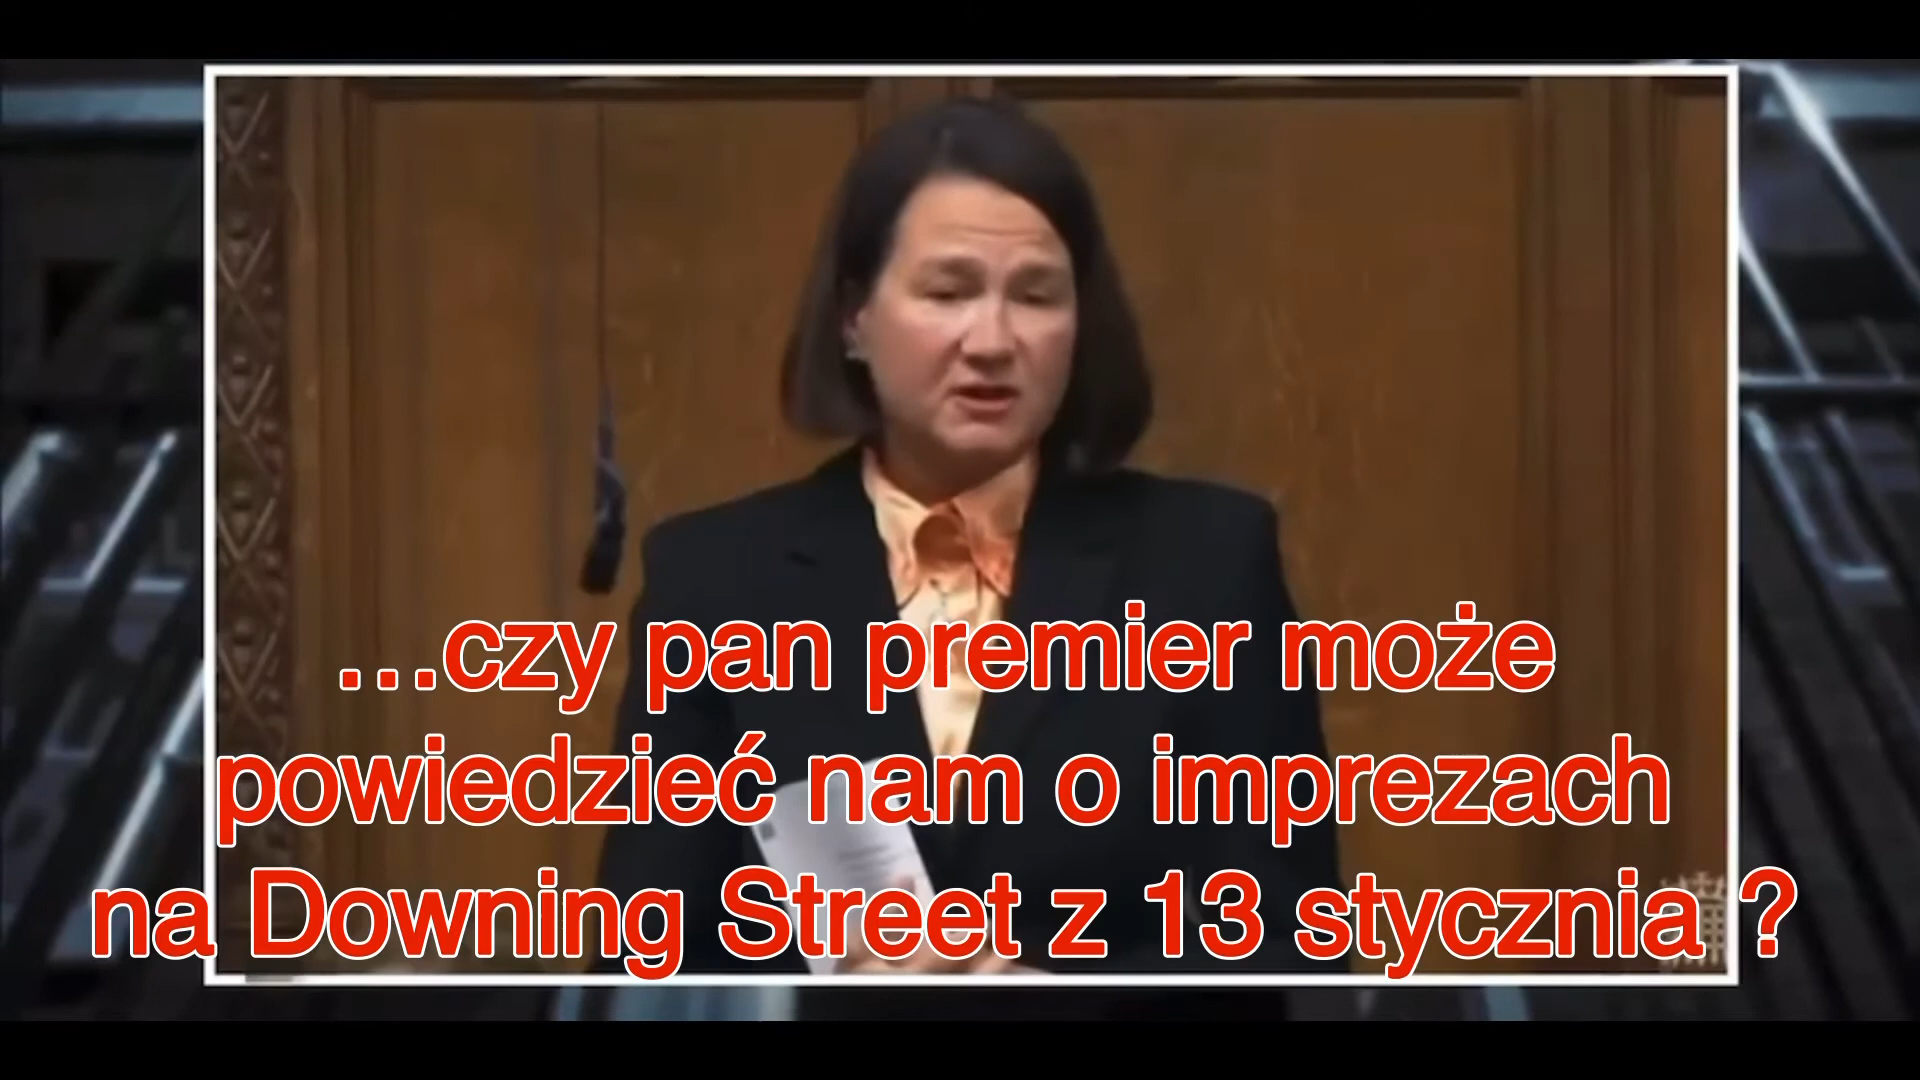 ...czy pan premier może
powiedzieć nam o imprezach
na Downing Street z 13 stycznia ?